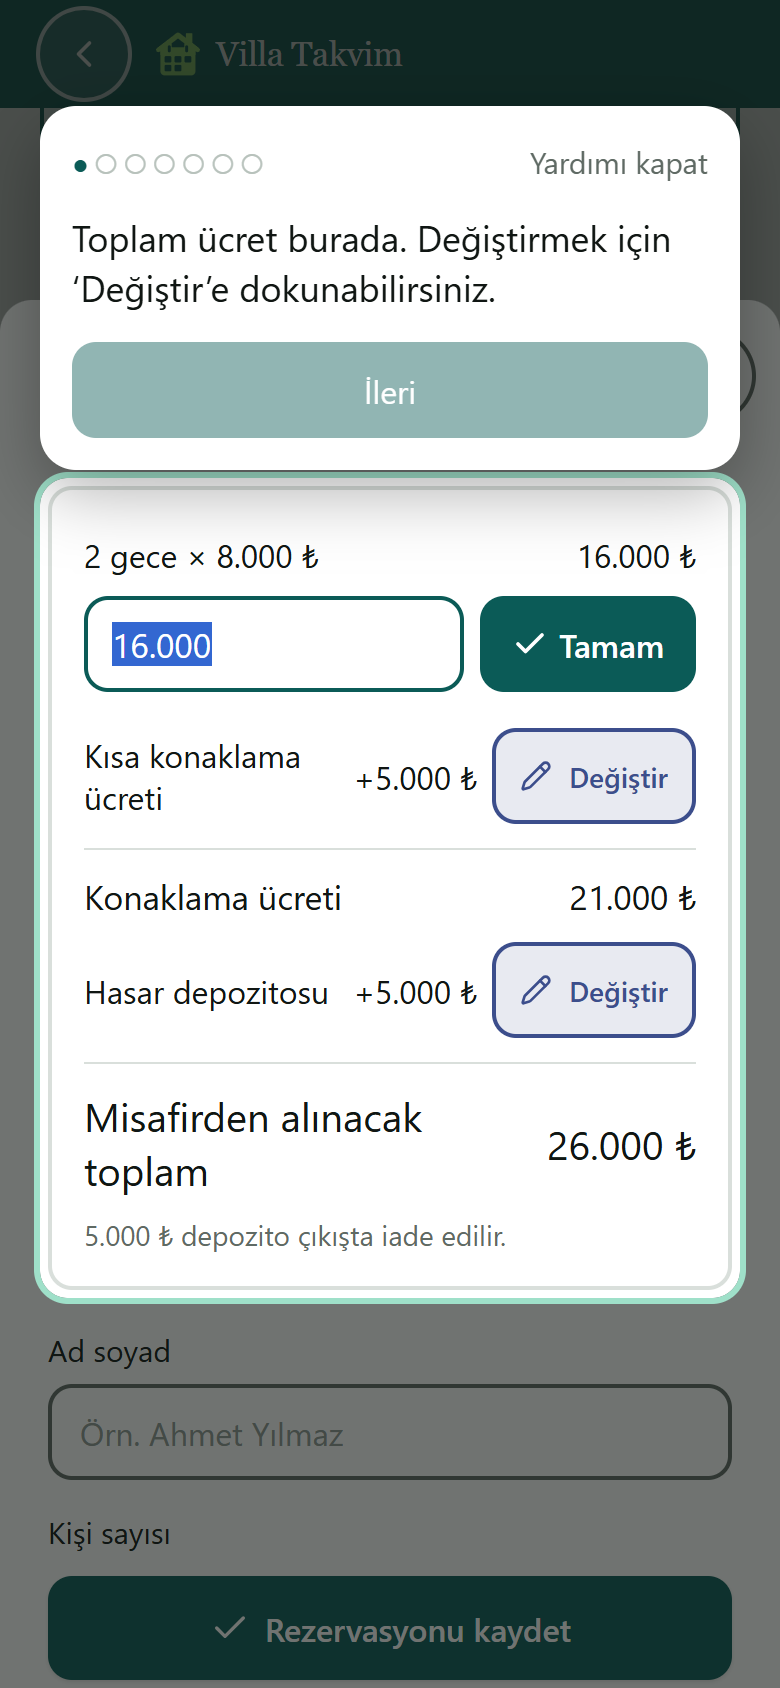 Villa Takvim
Yardımı kapat
Toplam ücret burada. Değiştirmek için
‘Değiştir’e dokunabilirsiniz.
İleri
2 gece × 8.000 ₺ 16.000 ₺
16.000 Tamam
Kısa konaklama
ücreti
+5.000 ₺ Değiştir
Konaklama ücreti 21.000 ₺
Hasar depozitosu +5.000 ₺ Değiştir
Misafirden alınacak
toplam
26.000 ₺
5.000 ₺ depozito çıkışta iade edilir.
Ad soyad
Örn. Ahmet Yılmaz
Kişi sayısı
Rezervasyonu kaydet